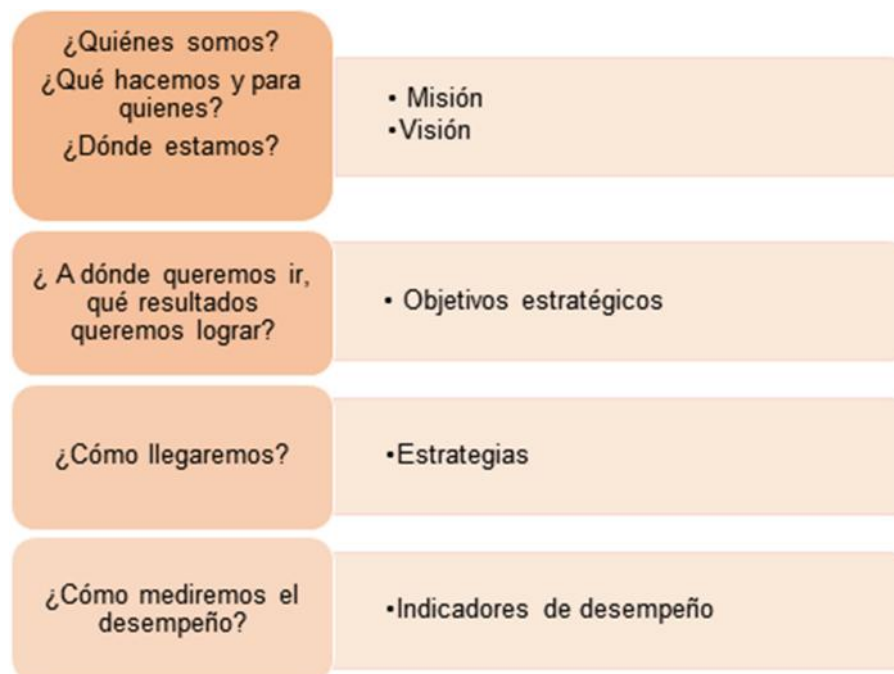 ¿Quiénes somos?
¿Qué hacemos y para
quienes?
¿Dónde estamos?
• Misión
•Visión
¿ A dónde queremos ir,
qué resultados
queremos lograr?
• Objetivos estratégicos
¿Cómo llegaremos?
•Estrategias
¿Cómo mediremos el
desempeño?
•Indicadores de desempeño